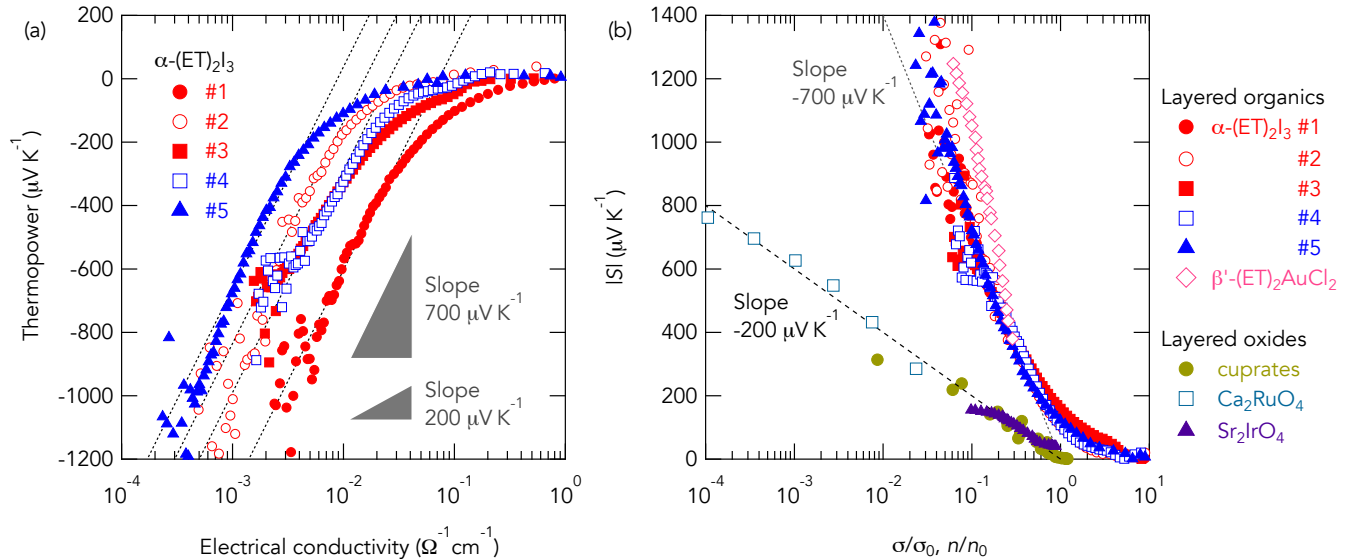 (a)
α-(ET)₂I₃
#1
#2
#3
#4
#5
Slope
700 μV K⁻¹
Slope
200 μV K⁻¹
Thermopower (μV K⁻¹)
0
-200
-400
-600
-800
-1000
-1200
10⁻⁴
10⁻³
10⁻²
10⁻¹
10⁰
Electrical conductivity (Ω⁻¹cm⁻¹)
(b)
Slope
-700 μV K⁻¹
Slope
-200 μV K⁻¹
|S| (μV K⁻¹)
1400
1200
1000
800
600
400
200
0
10⁻⁴
10⁻³
10⁻²
10⁻¹
10⁰
10¹
σ/σ₀, n/n₀
Layered organics
α-(ET)₂I₃ #1
#2
#3
#4
#5
β'-(ET)₂AuCl₂
Layered oxides
cuprates
Ca₂RuO₄
Sr₂IrO₄